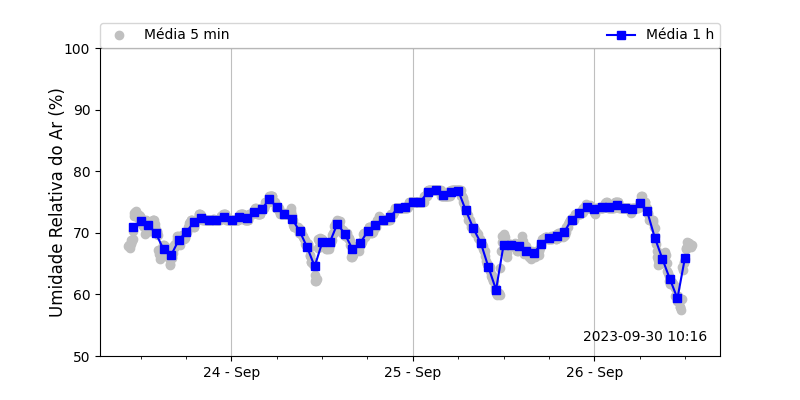 Média 5 min
Média 1 h
Umidade Relativa do Ar (%)
100
90
80
70
60
50
2023-09-30 10:16
24 - Sep
25 - Sep
26 - Sep